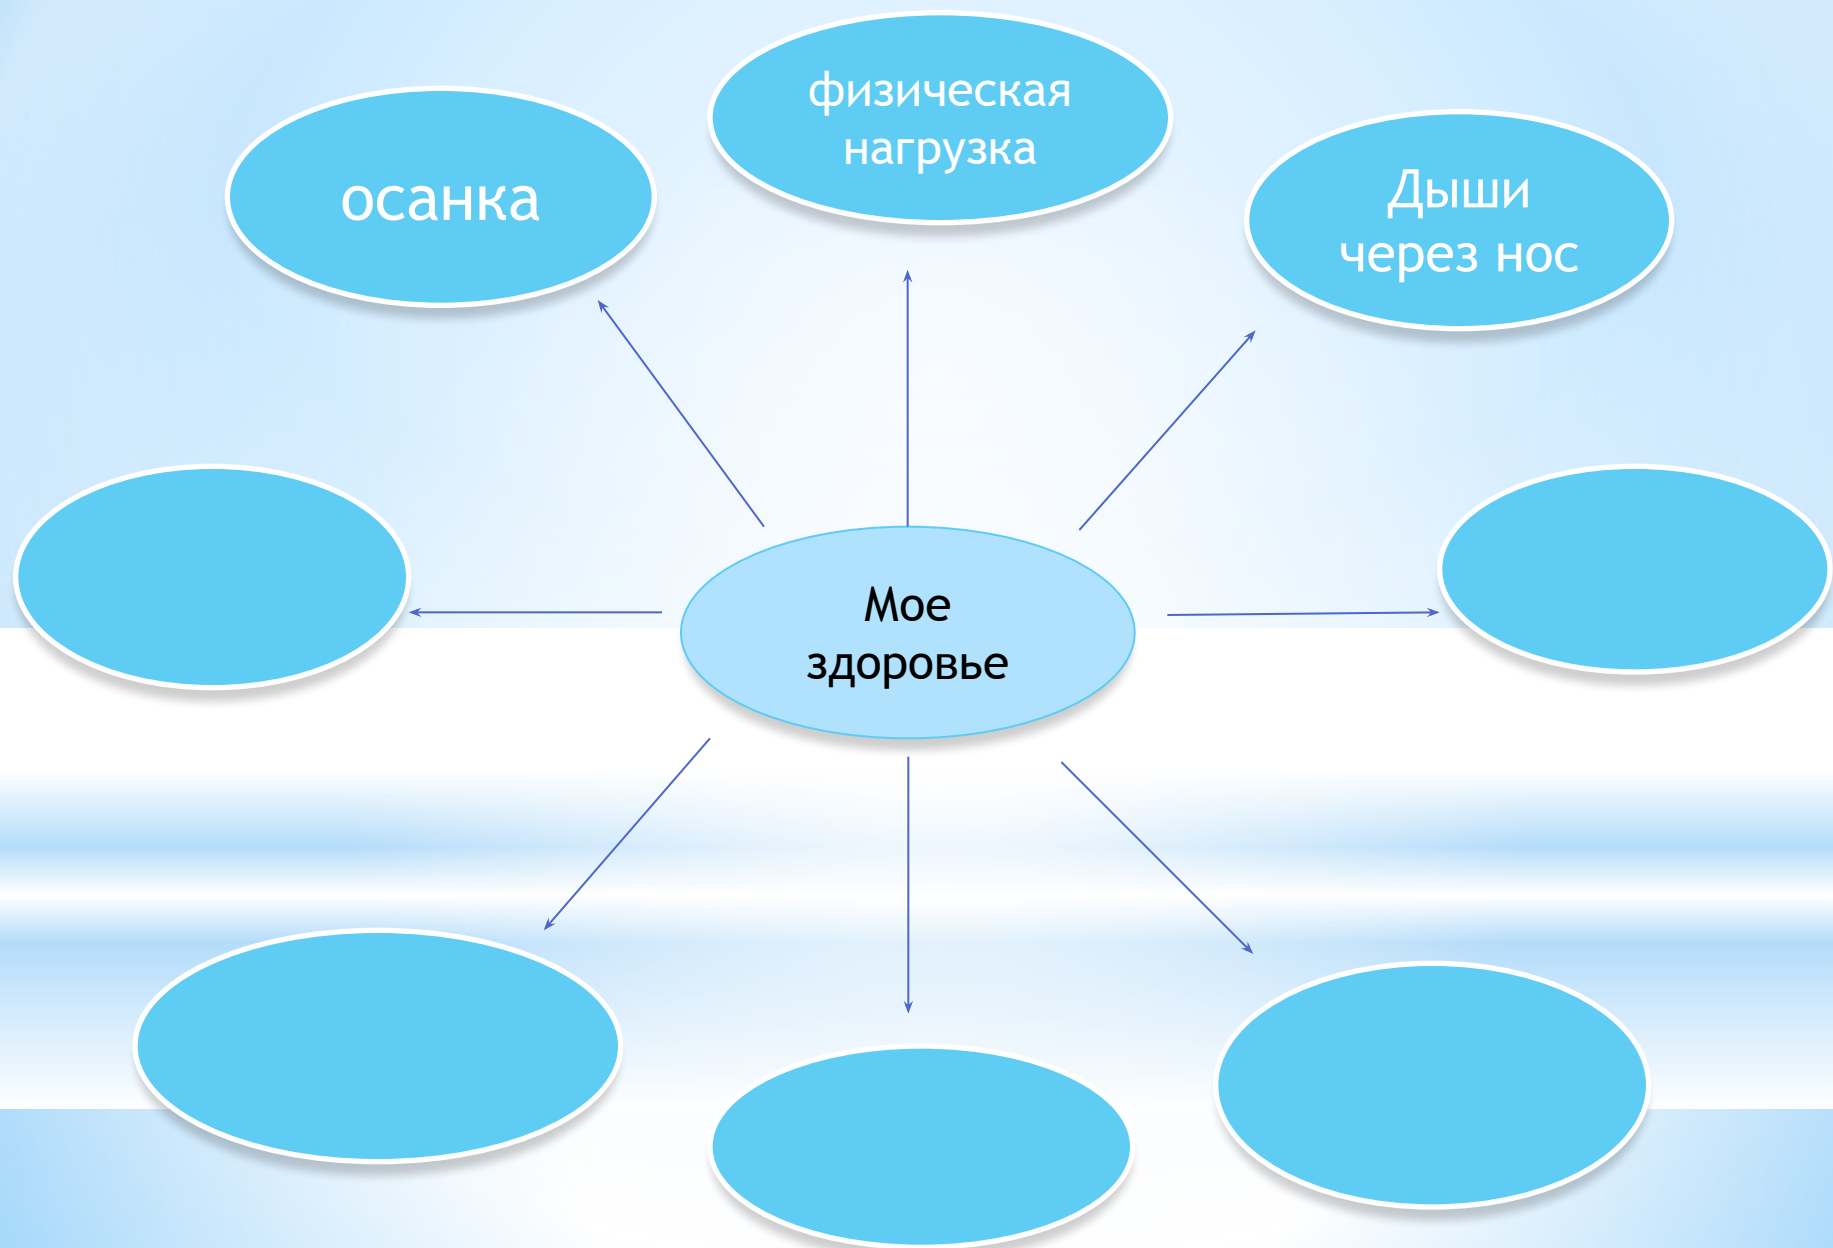 осанка
физическая
нагрузка
Дыши
через нос
Мое
здоровье